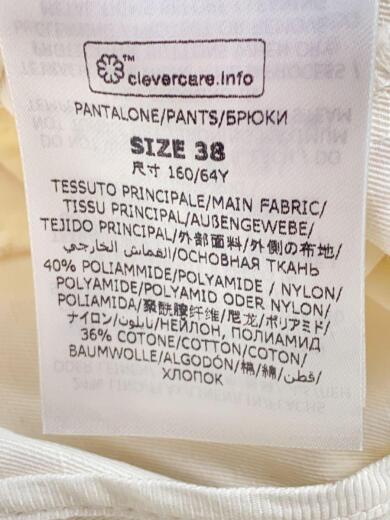 ™ clevercare.info
PANTALONE/PANTS/БРЮКИ
SIZE 38
尺寸 160/64Y
TESSUTO PRINCIPALE/MAIN FABRIC/
TISSU PRINCIPAL/AUßENGEWEBE/
TEJIDO PRINCIPAL/外部面料/外側の布地/
القماش الخارجي/ОСНОВНАЯ ТКАНЬ
40% POLIAMMIDE/POLYAMIDE / NYLON/
POLYAMIDE/POLYAMID ODER NYLON/
POLIAMIDA/聚酰胺纤维/尼龙/ポリアミド/
ナイロン/نايلون/НЕЙЛОН, ПОЛИАМИД
36% COTONE/COTTON/COTON/
BAUMWOLLE/ALGODÓN/棉/綿/قطن/
ХЛОПОК